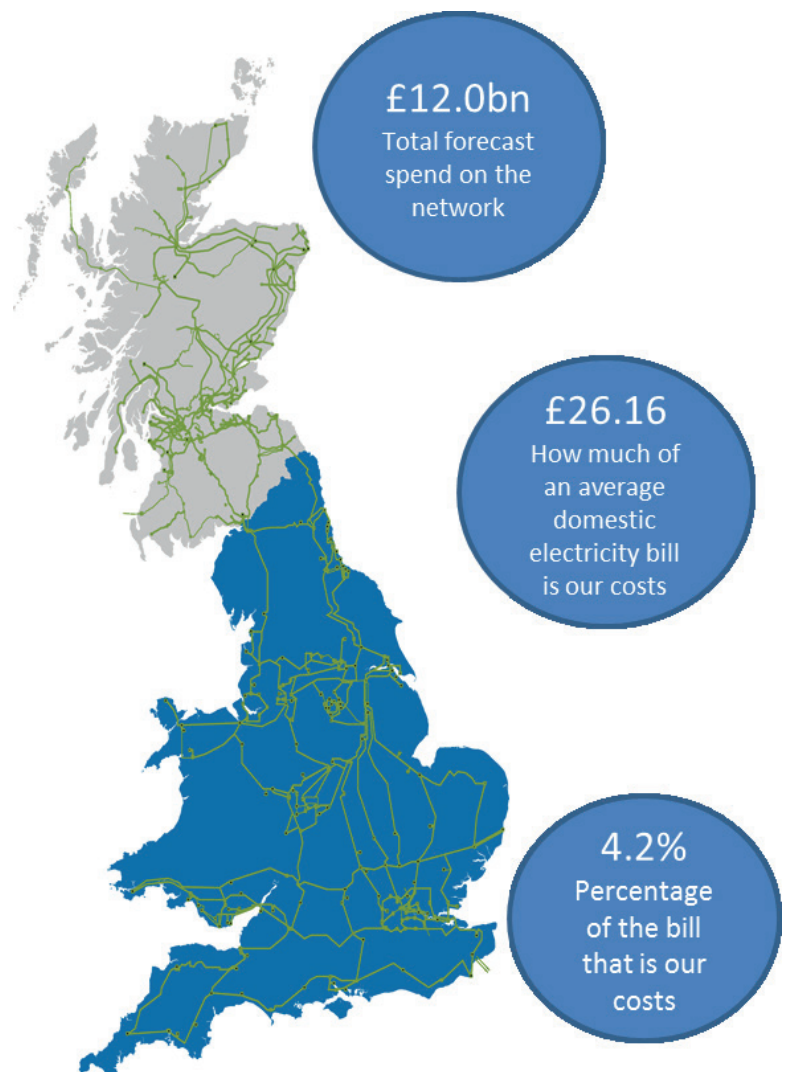 £12.0bn
Total forecast
spend on the
network
£26.16
How much of
an average
domestic
electricity bill
is our costs
4.2%
Percentage
of the bill
that is our
costs